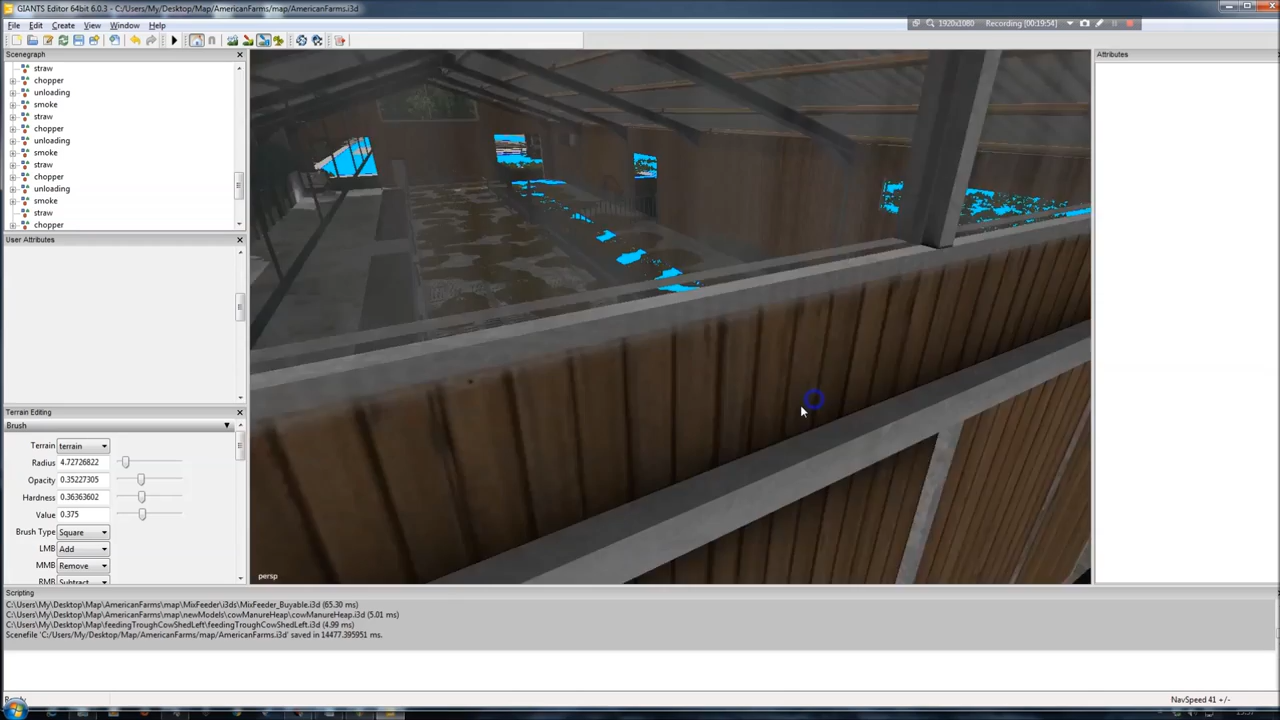 GIANTS Editor 64bit 6.0.3 - C:/Users/My/Desktop/Map/AmericanFarms/map/AmericanFarms.i3d
File Edit Create View Window Help
1920x1080 Recording [00:19:54]
Scenegraph
straw
chopper
unloading
smoke
straw
chopper
unloading
smoke
straw
chopper
unloading
smoke
straw
chopper
User Attributes
Terrain Editing
Brush
Terrain terrain
Radius 4.72726822
Opacity 0.35227305
Hardness 0.36363602
Value 0.375
Brush Type Square
LMB Add
MMB Remove
RMB Subtract
persp
Attributes
Scripting
C:\Users\My\Desktop\Map\AmericanFarms\map\MixFeeder\i3ds\MixFeeder_Buyable.i3d (65.30 ms)
C:\Users\My\Desktop\Map\AmericanFarms\map\newModels\cowManureHeap\cowManureHeap.i3d (5.01 ms)
C:\Users\My\Desktop\Map\feedingTroughCowShedLeft\feedingTroughCowShedLeft.i3d (4.99 ms)
Scenefile 'C:/Users/My/Desktop/Map/AmericanFarms/map/AmericanFarms.i3d' saved in 14477.395951 ms.
NavSpeed 41 +/-